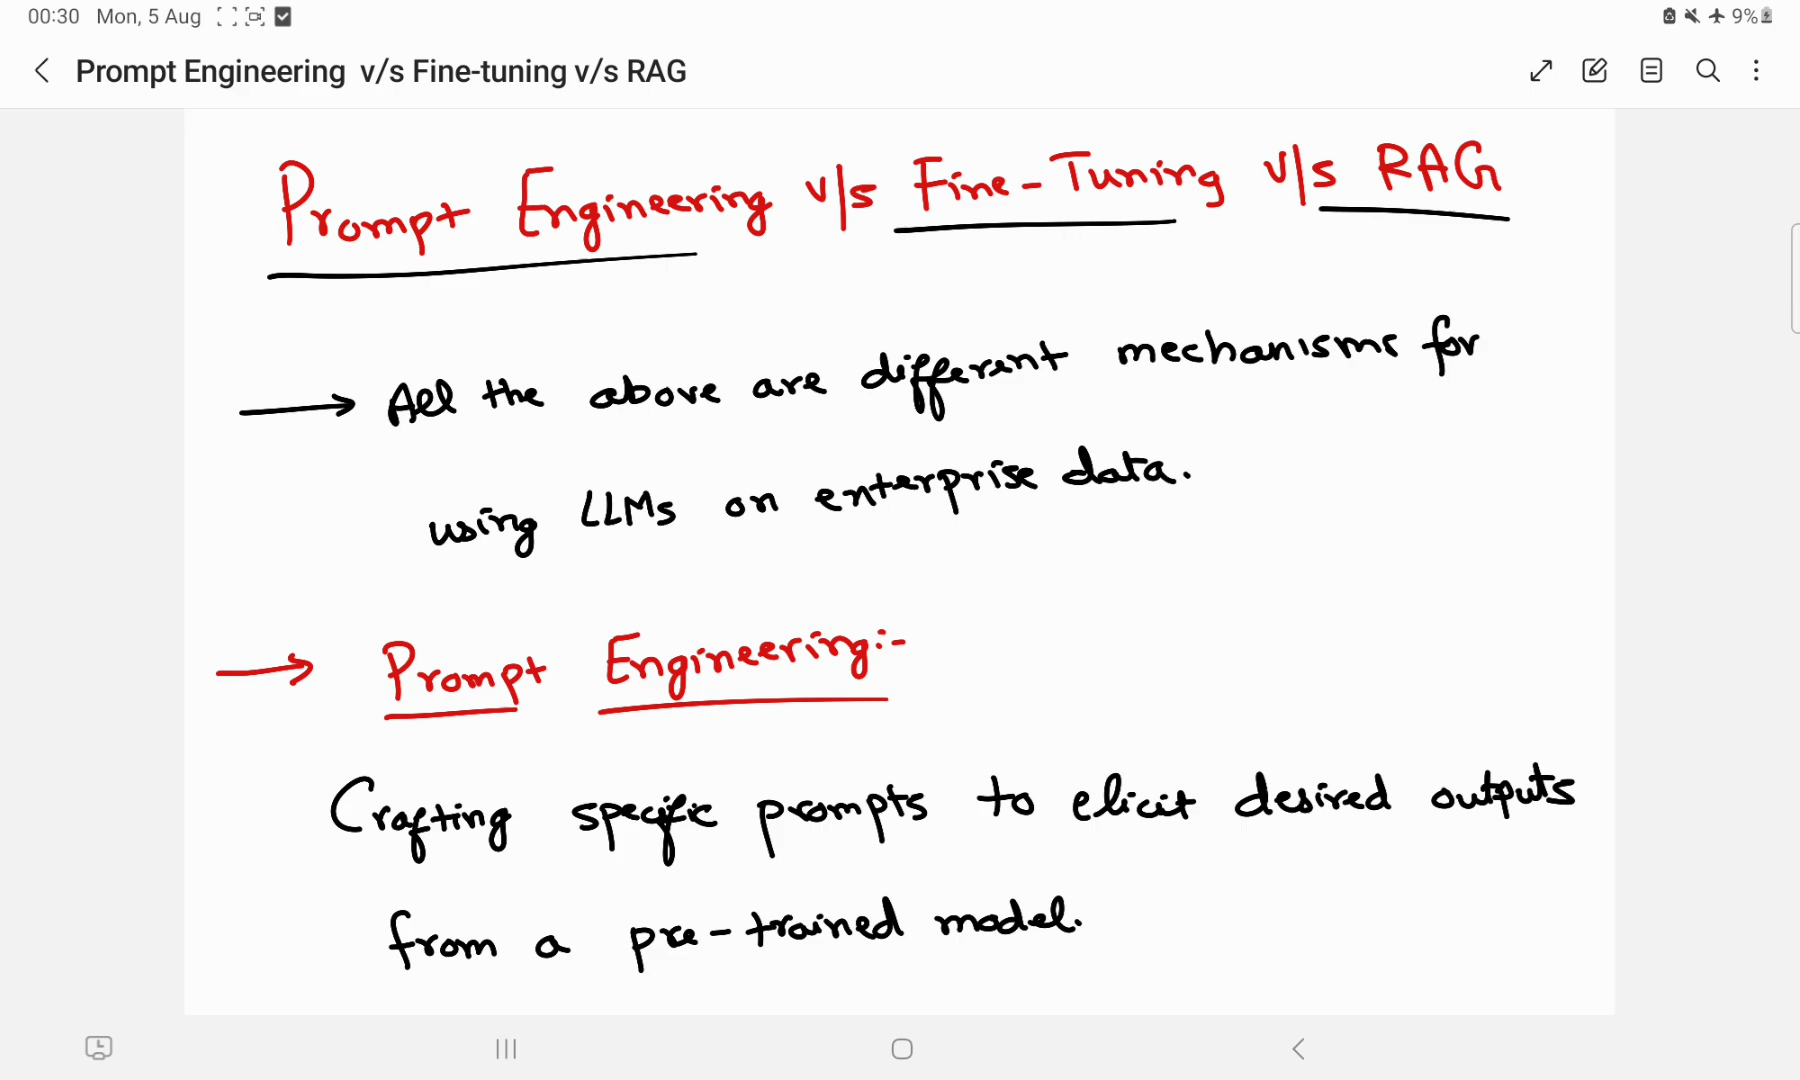 00:30 Mon, 5 Aug 9%
Prompt Engineering v/s Fine-tuning v/s RAG
Prompt Engineering v/s Fine-Tuning v/s RAG
→ All the above are different mechanisms for
using LLMs on enterprise data.
→ Prompt Engineering:-
Crafting specific prompts to elicit desired outputs
from a pre-trained model.